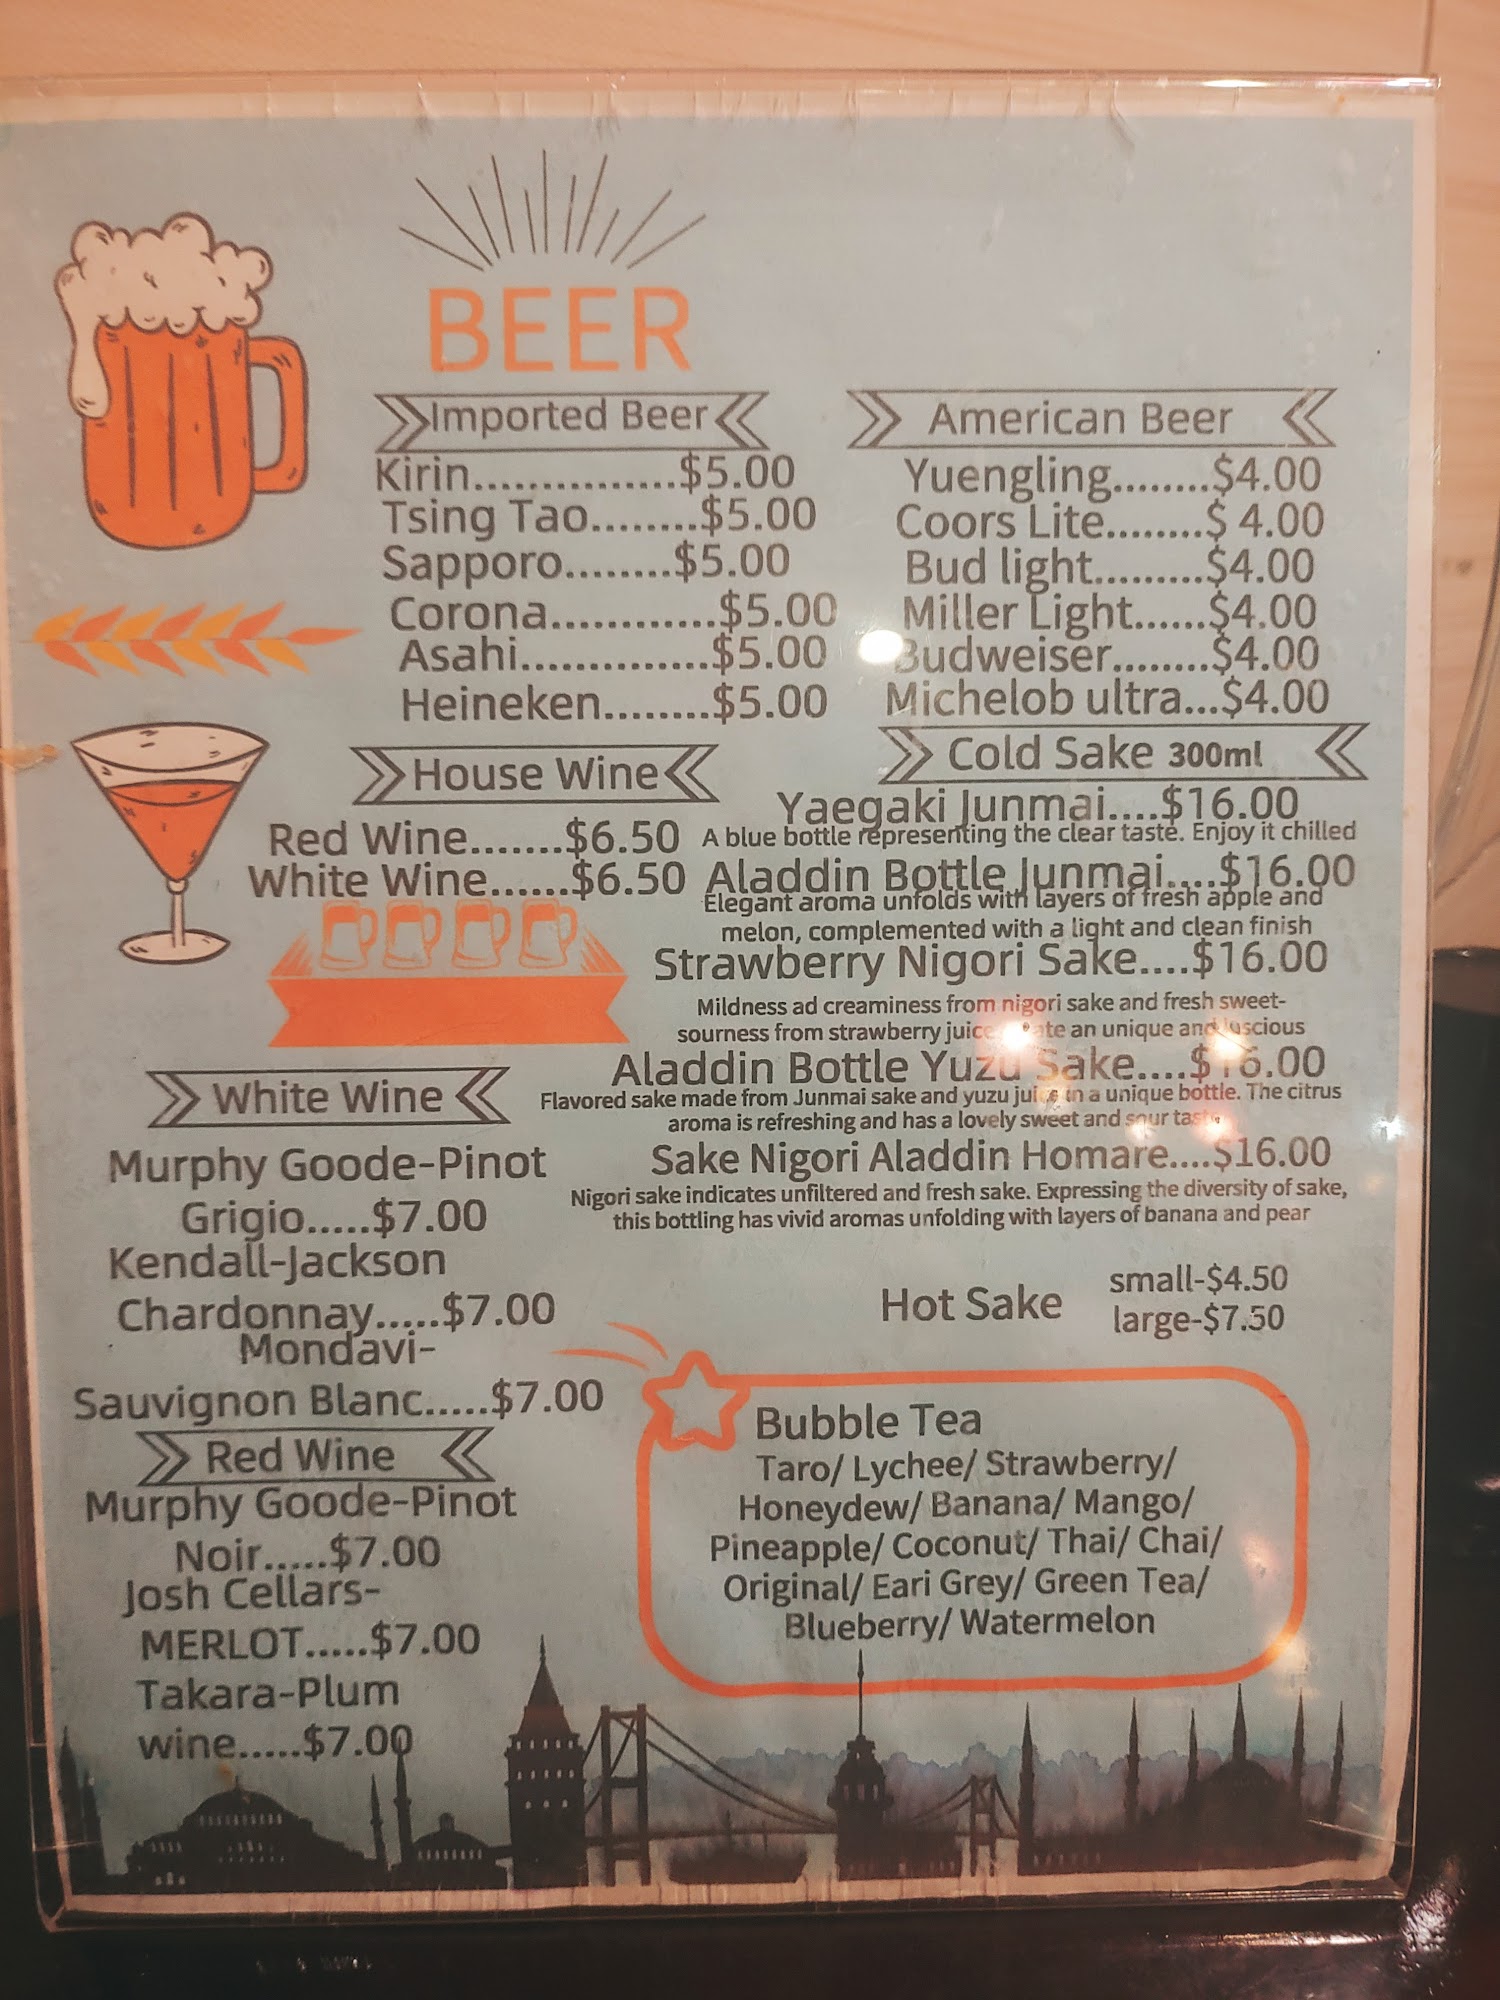 BEER
Imported Beer
Kirin...............$5.00
Tsing Tao........$5.00
Sapporo........$5.00
Corona............$5.00
Asahi..............$5.00
Heineken........$5.00
American Beer
Yuengling........$4.00
Coors Lite........$ 4.00
Bud light.........$4.00
Miller Light......$4.00
Budweiser........$4.00
Michelob ultra...$4.00
House Wine
Red Wine.......$6.50
White Wine......$6.50
Cold Sake 300ml
Yaegaki Junmai....$16.00
A blue bottle representing the clear taste. Enjoy it chilled
Aladdin Bottle Junmai....$16.00
Elegant aroma unfolds with layers of fresh apple and
melon, complemented with a light and clean finish
Strawberry Nigori Sake....$16.00
Mildness ad creaminess from nigori sake and fresh sweet-
sourness from strawberry juice an unique and luscious
Aladdin Bottle Yuzu Sake....$16.00
Flavored sake made from Junmai sake and yuzu juice in a unique bottle. The citrus
aroma is refreshing and has a lovely sweet and sour taste
Sake Nigori Aladdin Homare....$16.00
Nigori sake indicates unfiltered and fresh sake. Expressing the diversity of sake,
this bottling has vivid aromas unfolding with layers of banana and pear
Hot Sake
small-$4.50
large-$7.50
White Wine
Murphy Goode-Pinot
Grigio.....$7.00
Kendall-Jackson
Chardonnay.....$7.00
Mondavi-
Sauvignon Blanc.....$7.00
Red Wine
Murphy Goode-Pinot
Noir.....$7.00
Josh Cellars-
MERLOT.....$7.00
Takara-Plum
wine.....$7.00
Bubble Tea
Taro/ Lychee/ Strawberry/
Honeydew/ Banana/ Mango/
Pineapple/ Coconut/ Thai/ Chai/
Original/ Eari Grey/ Green Tea/
Blueberry/ Watermelon